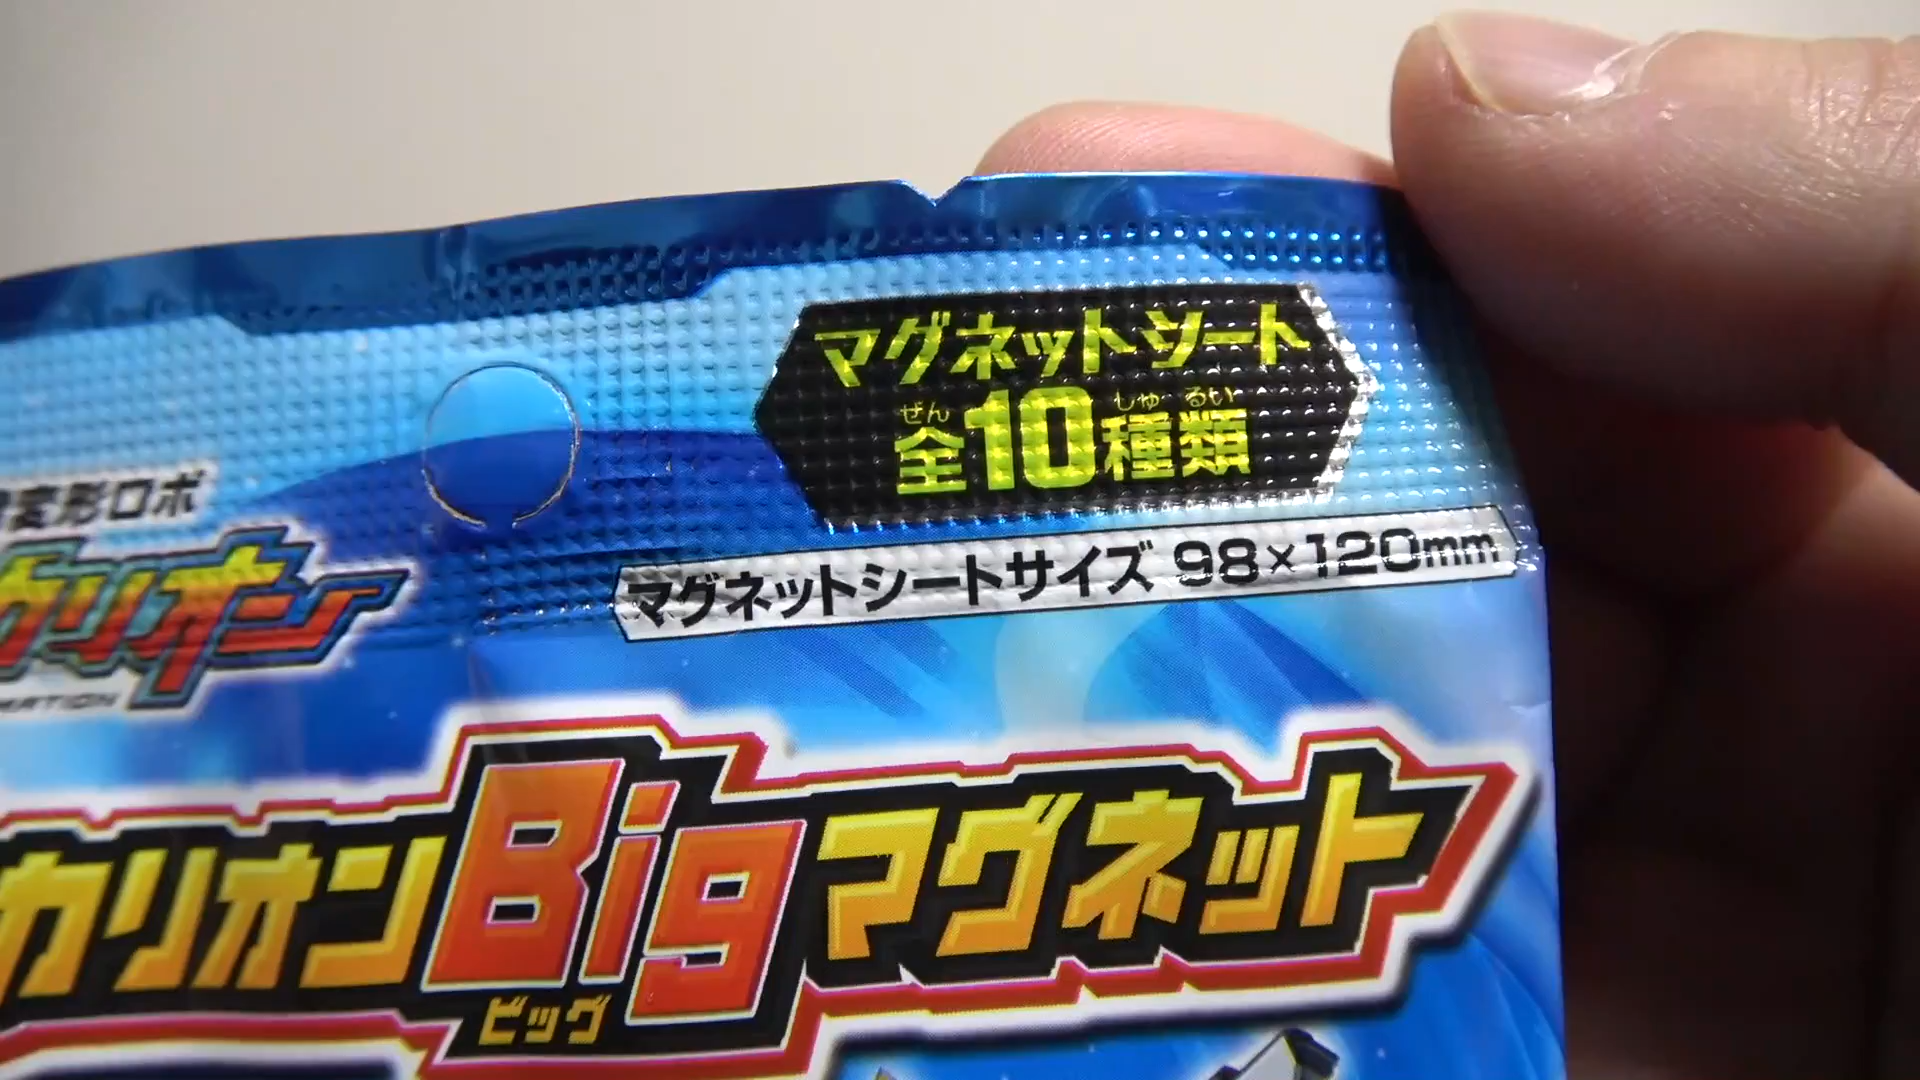 マグネットシート
ぜん しゅ るい
全10種類
マグネットシートサイズ 98×120mm
変形ロボ
カリオン
MATION
カリオンBigマグネット
ビッグ